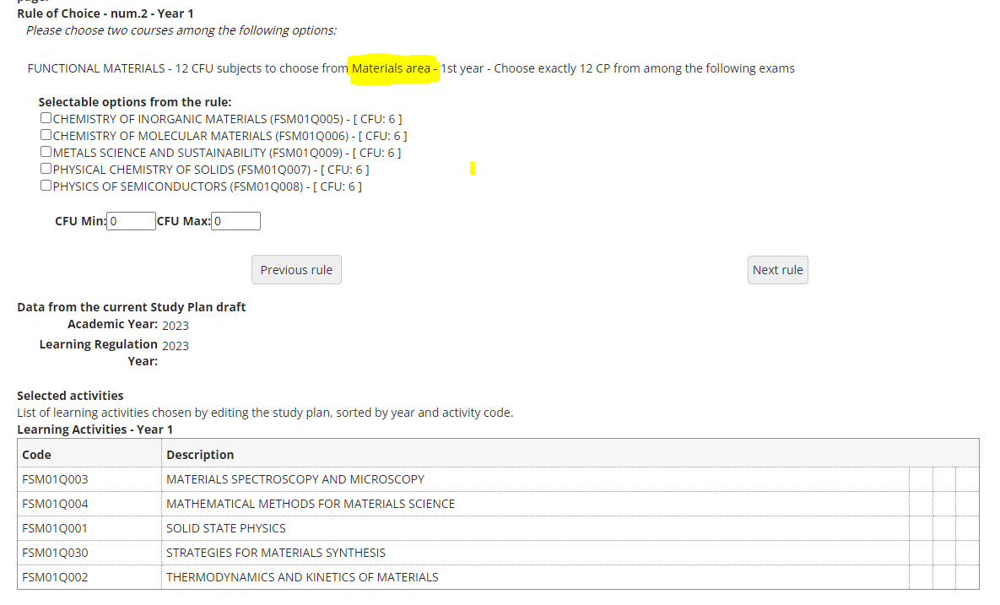 Rule of Choice - num.2 - Year 1
Please choose two courses among the following options:
FUNCTIONAL MATERIALS - 12 CFU subjects to choose from Materials area - 1st year - Choose exactly 12 CP from among the following exams
Selectable options from the rule:
CHEMISTRY OF INORGANIC MATERIALS (FSM01Q005) - [ CFU: 6 ]
CHEMISTRY OF MOLECULAR MATERIALS (FSM01Q006) - [ CFU: 6 ]
METALS SCIENCE AND SUSTAINABILITY (FSM01Q009) - [ CFU: 6 ]
PHYSICAL CHEMISTRY OF SOLIDS (FSM01Q007) - [ CFU: 6 ]
PHYSICS OF SEMICONDUCTORS (FSM01Q008) - [ CFU: 6 ]
CFU Min: 0 CFU Max: 0
Previous rule Next rule
Data from the current Study Plan draft
Academic Year: 2023
Learning Regulation 2023
Year:
Selected activities
List of learning activities chosen by editing the study plan, sorted by year and activity code.
Learning Activities - Year 1
Code Description
FSM01Q003 MATERIALS SPECTROSCOPY AND MICROSCOPY
FSM01Q004 MATHEMATICAL METHODS FOR MATERIALS SCIENCE
FSM01Q001 SOLID STATE PHYSICS
FSM01Q030 STRATEGIES FOR MATERIALS SYNTHESIS
FSM01Q002 THERMODYNAMICS AND KINETICS OF MATERIALS